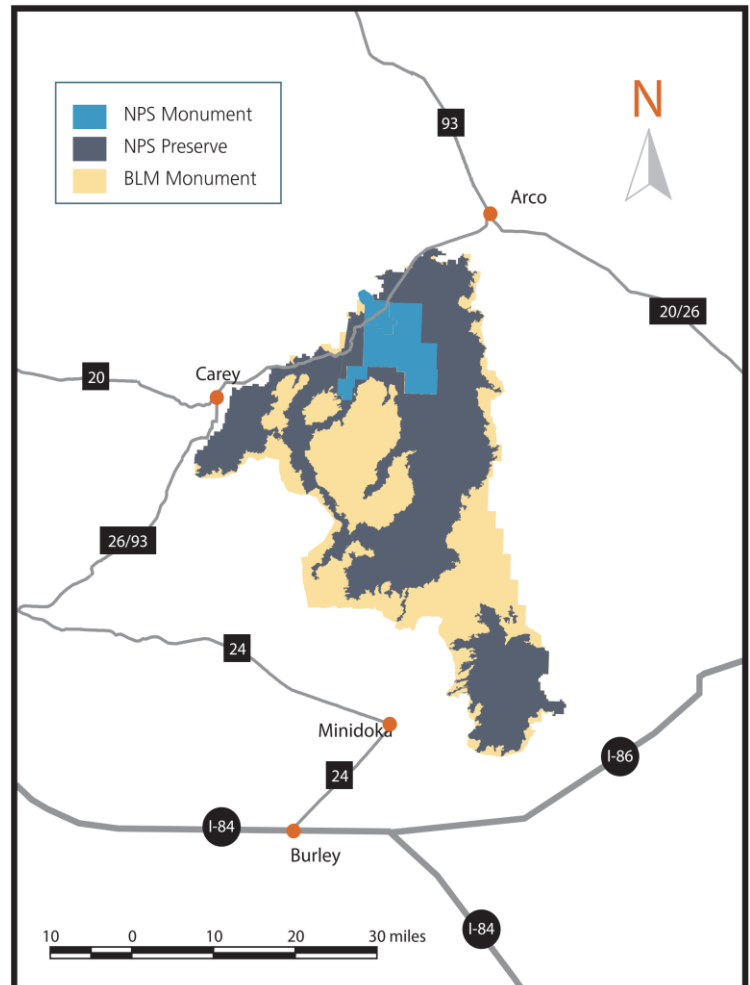 NPS Monument
NPS Preserve
BLM Monument
N
93
Arco
20/26
20
Carey
26/93
24
Minidoka
24
I-86
I-84
Burley
I-84
10 0 10 20 30 miles